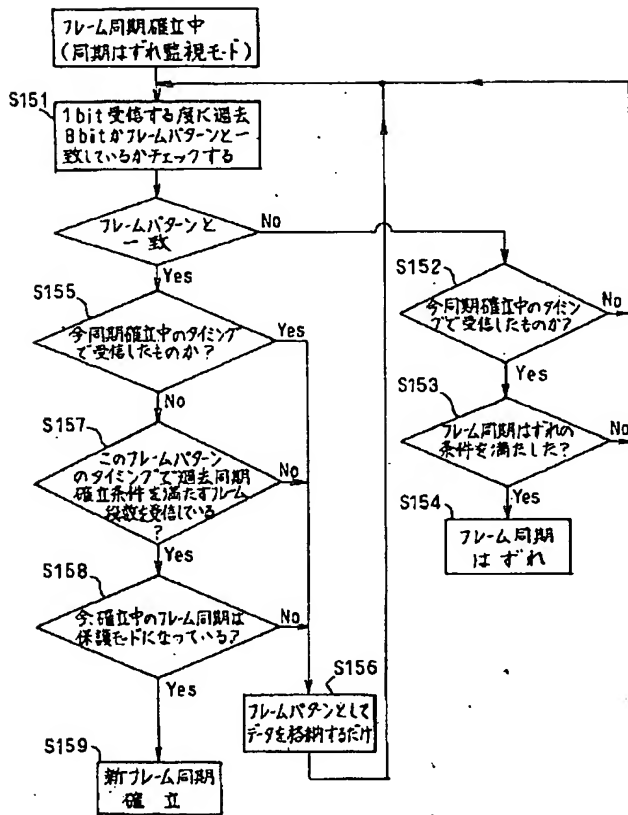 フレーム同期確立中
(同期はずれ監視モード)
S151
1bit受信する度に過去
8bitがフレームパターンと一
致しているかチェックする
フレームパターンと
一致
No
Yes
S155
今同期確立中のタイミング
で受信したものか?
Yes
No
S157
このフレームパターン
のタイミングで過去同期
確立条件を満たすフレーム
段数を受信している
?
No
Yes
S158
今、確立中のフレーム同期は
保護モードになっている?
No
Yes
S159
新フレーム同期
確立
S156
フレームパターンとして
データを格納するだけ
S152
今同期確立中のタイミン
グで受信したものか?
No
Yes
S153
フレーム同期はずれの
条件を満たした?
No
Yes
S154
フレーム同期
はずれ